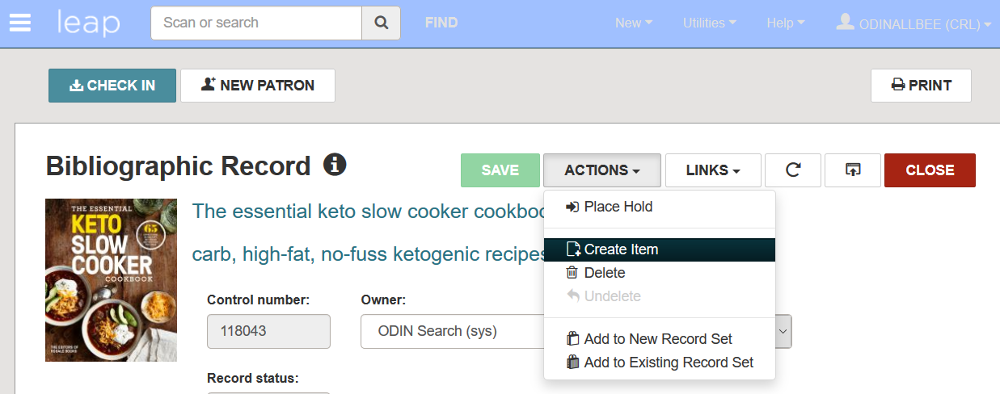 leap Scan or search FIND New Utilities Help ODINALLBEE (CRL)
CHECK IN NEW PATRON PRINT
Bibliographic Record SAVE ACTIONS LINKS CLOSE
Place Hold
Create Item
Delete
Undelete
Add to New Record Set
Add to Existing Record Set
THE ESSENTIAL
KETO
SLOW
COOKER
COOKBOOK
65
THE EDITORS OF
RODALE BOOKS
The essential keto slow cooker
carb, high-fat, no-fuss ketogenic
Control number: Owner:
118043 ODIN Search (sys)
Record status: